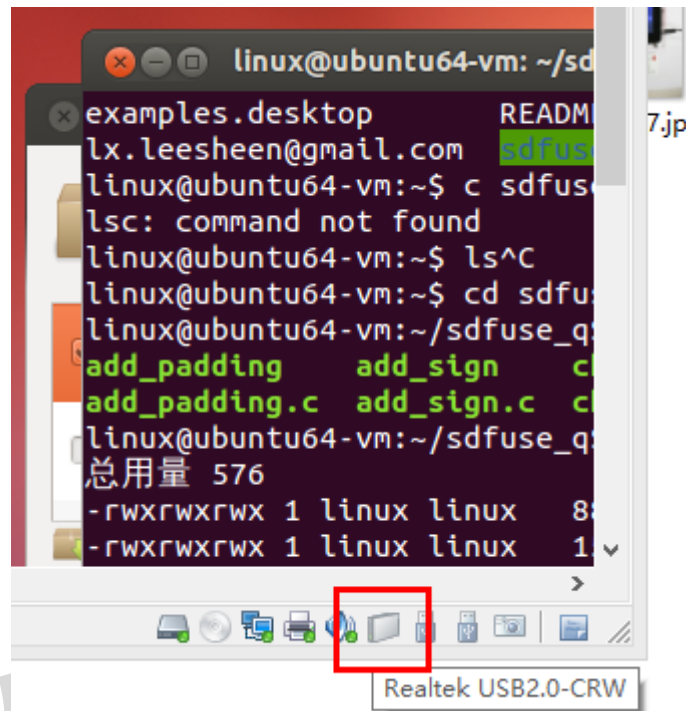 linux@ubuntu64-vm: ~/sd
examples.desktop READM
7.jp
lx.leesheen@gmail.com sdfuse
linux@ubuntu64-vm:~$ c sdfus
lsc: command not found
linux@ubuntu64-vm:~$ ls^C
linux@ubuntu64-vm:~$ cd sdfu
linux@ubuntu64-vm:~/sdfuse_q
add_padding add_sign c
add_padding.c add_sign.c c
linux@ubuntu64-vm:~/sdfuse_q
总用量 576
-rwxrwxrwx 1 linux linux 8
-rwxrwxrwx 1 linux linux 1
Realtek USB2.0-CRW